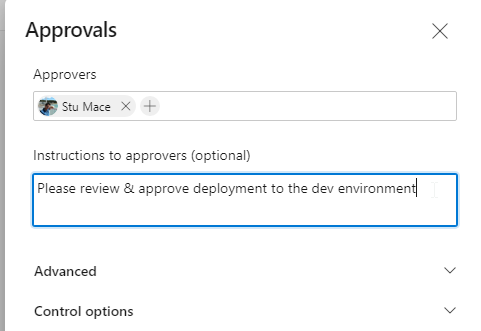 Approvals
Approvers
Stu Mace
Instructions to approvers (optional)
Please review & approve deployment to the dev environment
Advanced
Control options